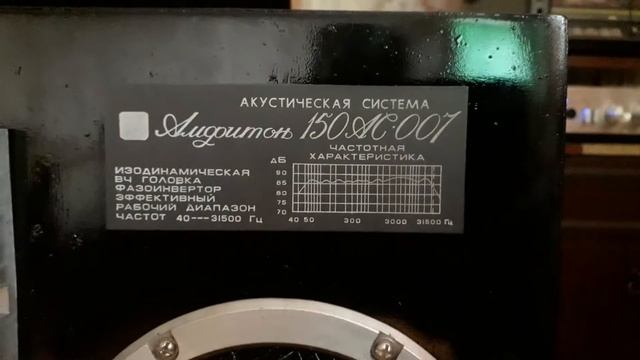 АКУСТИЧЕСКАЯ СИСТЕМА
Амфитон 150АС-007
ИЗОДИНАМИЧЕСКАЯ
ВЧ ГОЛОВКА
ФАЗОИНВЕРТОР
ЭФФЕКТИВНЫЙ
РАБОЧИЙ ДИАПАЗОН
ЧАСТОТ 40---31500 Гц
ЧАСТОТНАЯ
ХАРАКТЕРИСТИКА
дБ
90
85
80
75
70
40 50 300 3000 31500 Гц